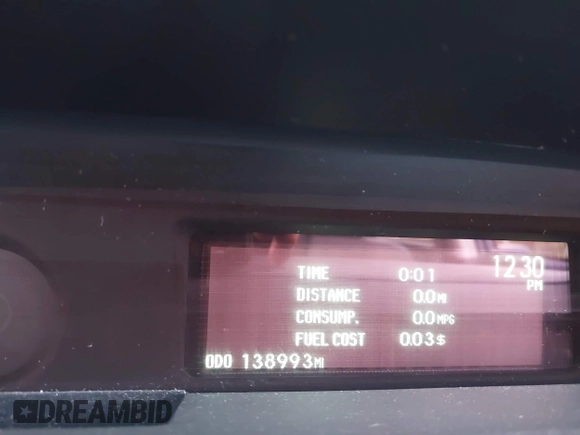 12:30
PM
TIME 0:01
DISTANCE 0.0 MI
CONSUMP. 0.0 MPG
FUEL COST 0.03 $
ODO 138993 MI
DREAMBID